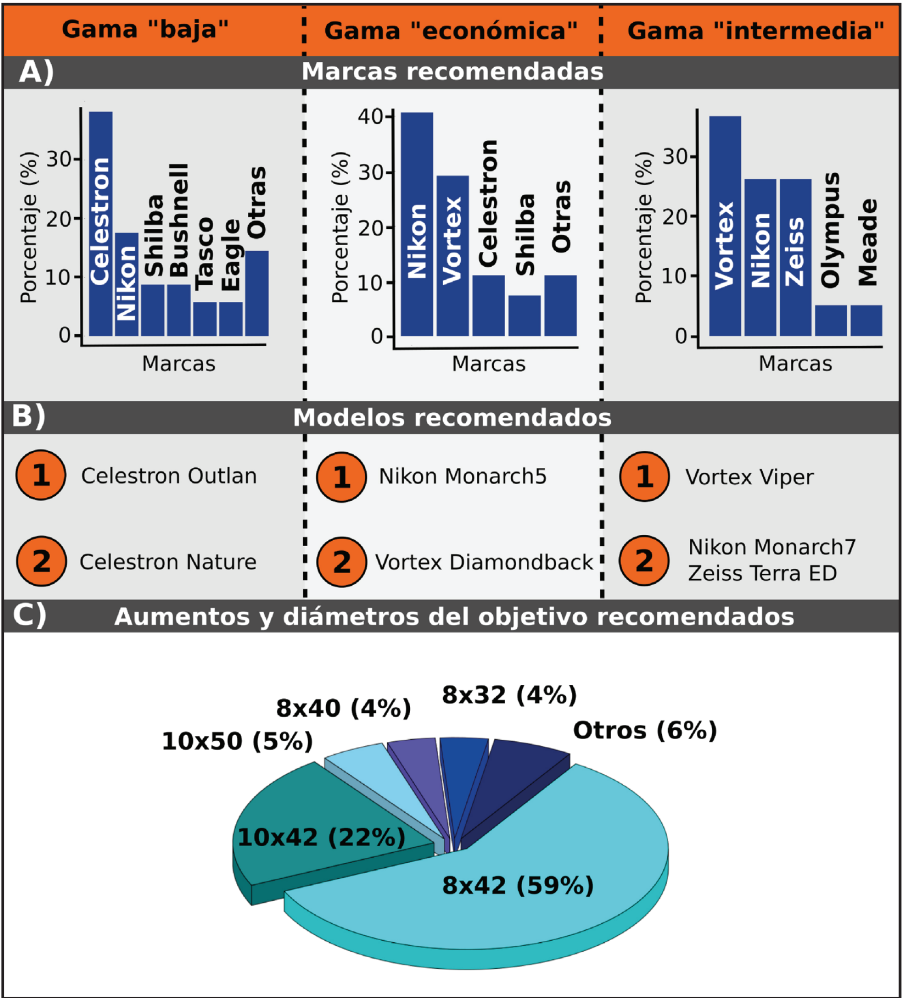 Gama "baja"
Gama "económica"
Gama "intermedia"
A)
Marcas recomendadas
Porcentaje (%)
30
20
10
0
Celestron
Nikon
Shilba
Bushnell
Tasco
Eagle
Otras
Marcas
Porcentaje (%)
40
30
20
10
0
Nikon
Vortex
Celestron
Shilba
Otras
Marcas
Porcentaje (%)
30
20
10
0
Vortex
Nikon
Zeiss
Olympus
Meade
Marcas
B)
Modelos recomendados
1 Celestron Outlan
2 Celestron Nature
1 Nikon Monarch5
2 Vortex Diamondback
1 Vortex Viper
2 Nikon Monarch7
Zeiss Terra ED
C)
Aumentos y diámetros del objetivo recomendados
8x32 (4%)
8x40 (4%)
Otros (6%)
10x50 (5%)
10x42 (22%)
8x42 (59%)